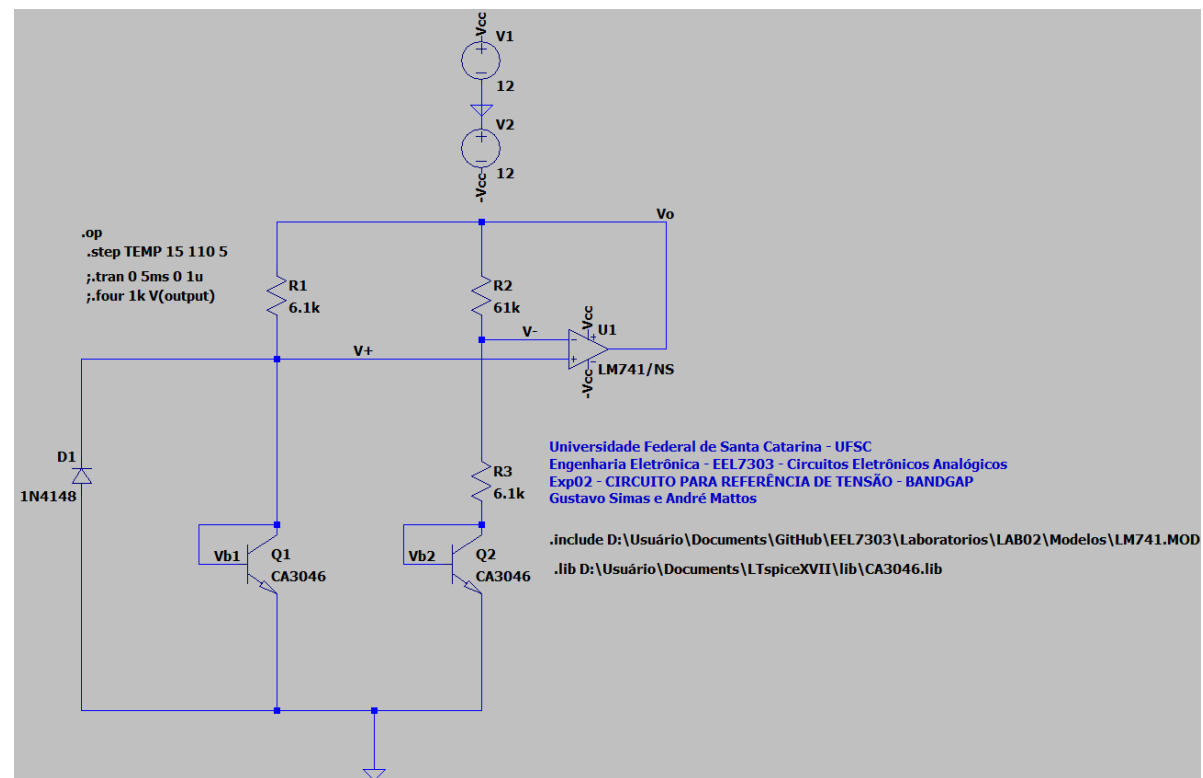 Vcc
V1
12
V2
12
-Vcc
Vo
.op
.step TEMP 15 110 5
;.tran 0 5ms 0 1u
;.four 1k V(output)
R1
6.1k
R2
61k
V-
V+
Vcc
U1
LM741/NS
-Vcc
D1
1N4148
R3
6.1k
Universidade Federal de Santa Catarina - UFSC
Engenharia Eletrônica - EEL7303 - Circuitos Eletrônicos Analógicos
Exp02 - CIRCUITO PARA REFERÊNCIA DE TENSÃO - BANDGAP
Gustavo Simas e André Mattos
.include D:\Usuário\Documents\GitHub\EEL7303\Laboratorios\LAB02\Modelos\LM741.MOD
.lib D:\Usuário\Documents\LTspiceXVII\lib\CA3046.lib
Vb1
Q1
CA3046
Vb2
Q2
CA3046